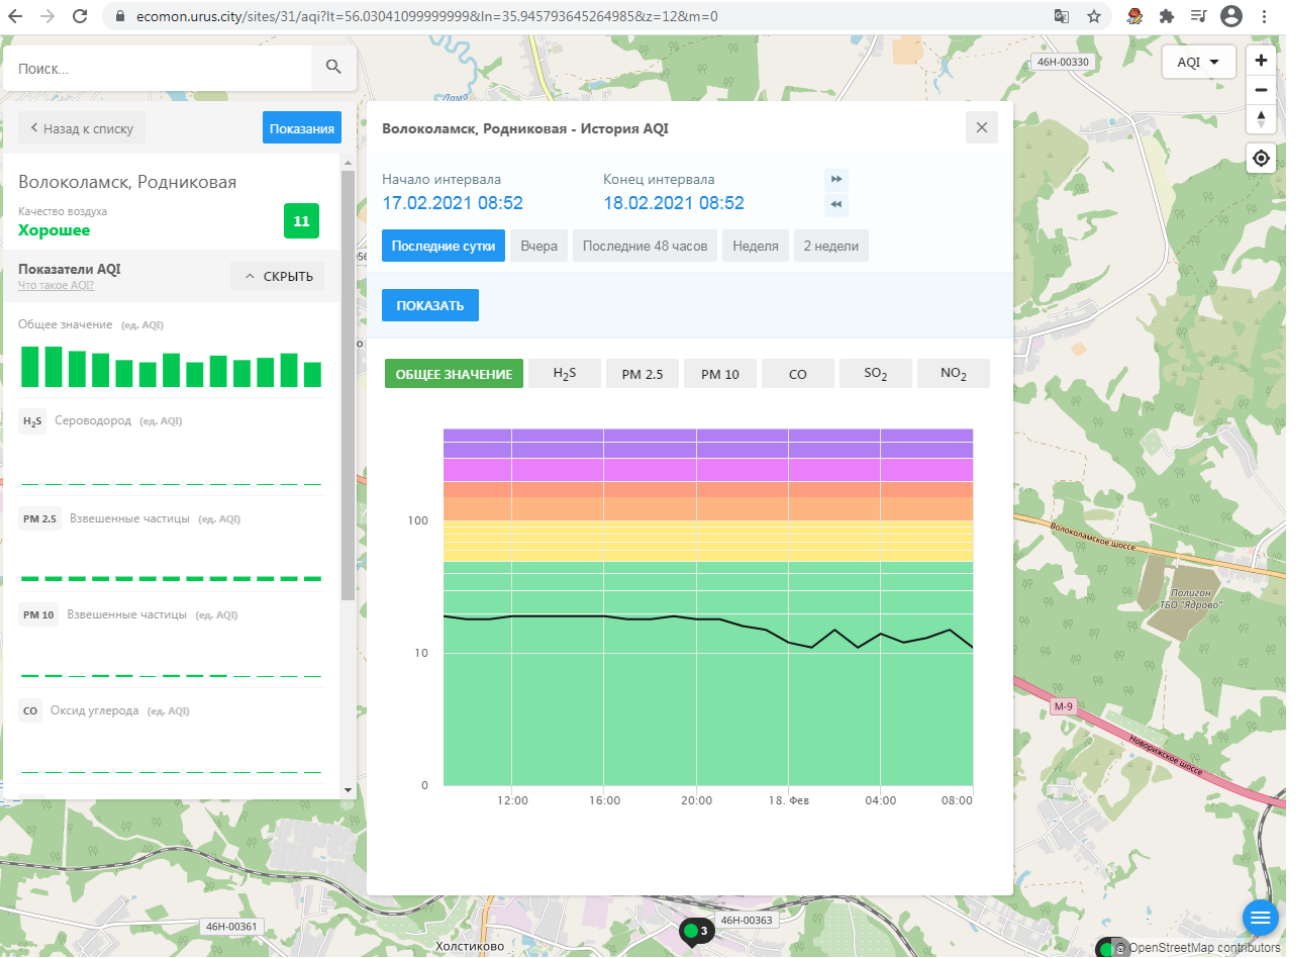 ecomon.urus.city/sites/31/aqi?lt=56.03041099999999&ln=35.945793645264985&z=12&m=0
Поиск...
46Н-00330
AQI
Назад к списку
Показания
Волоколамск, Родниковая
Качество воздуха
Хорошее
11
Показатели AQI
Что такое AQI?
СКРЫТЬ
Общее значение (ед. AQI)
H2S Сероводород (ед. AQI)
PM 2.5 Взвешенные частицы (ед. AQI)
PM 10 Взвешенные частицы (ед. AQI)
CO Оксид углерода (ед. AQI)
Волоколамск, Родниковая - История AQI
Начало интервала
17.02.2021 08:52
Конец интервала
18.02.2021 08:52
Последние сутки
Вчера
Последние 48 часов
Неделя
2 недели
ПОКАЗАТЬ
ОБЩЕЕ ЗНАЧЕНИЕ
H2S
PM 2.5
PM 10
CO
SO2
NO2
100
10
0
12:00
16:00
20:00
18. Фев
04:00
08:00
Волоколамское шоссе
Полигон
ТБО "Ядрово"
М-9
Новорижское шоссе
46Н-00361
46Н-00363
3
Холстиково
© OpenStreetMap contributors